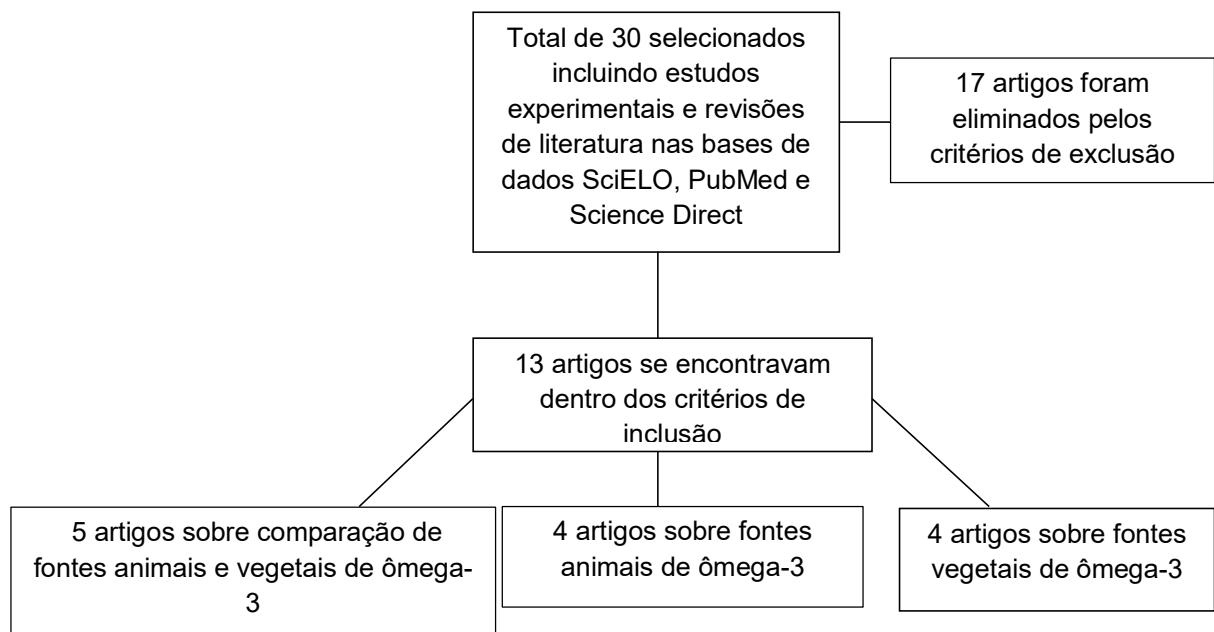 Total de 30 selecionados
incluindo estudos
experimentais e revisões
de literatura nas bases de
dados SciELO, PubMed e
Science Direct
17 artigos foram
eliminados pelos
critérios de exclusão
13 artigos se encontravam
dentro dos critérios de
inclusão
5 artigos sobre comparação de
fontes animais e vegetais de ômega-
3
4 artigos sobre fontes
animais de ômega-3
4 artigos sobre fontes
vegetais de ômega-3